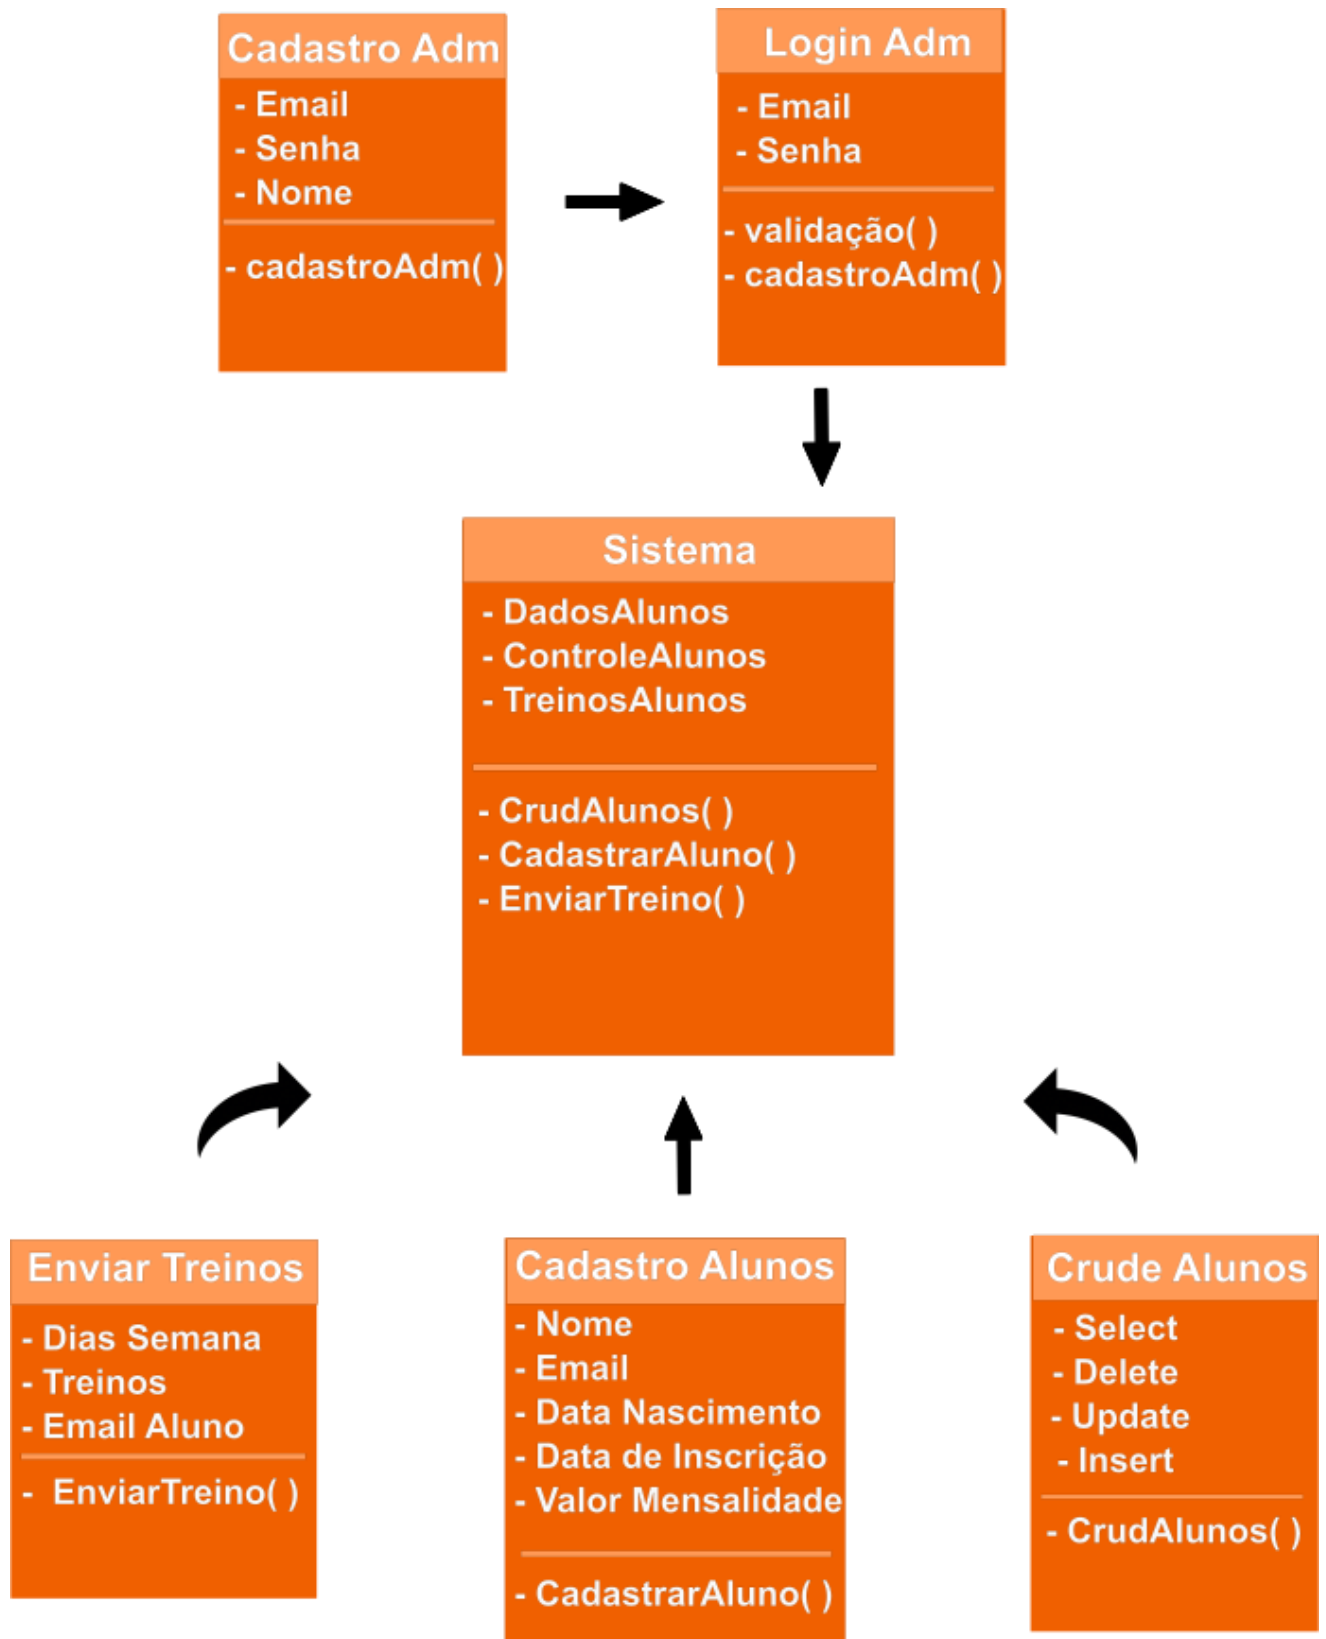 Cadastro Adm
- Email
- Senha
- Nome
- cadastroAdm( )
Login Adm
- Email
- Senha
- validação( )
- cadastroAdm( )
Sistema
- DadosAlunos
- ControleAlunos
- TreinosAlunos
- CrudAlunos( )
- CadastrarAluno( )
- EnviarTreino( )
Enviar Treinos
- Dias Semana
- Treinos
- Email Aluno
- EnviarTreino( )
Cadastro Alunos
- Nome
- Email
- Data Nascimento
- Data de Inscrição
- Valor Mensalidade
- CadastrarAluno( )
Crude Alunos
- Select
- Delete
- Update
- Insert
- CrudAlunos( )